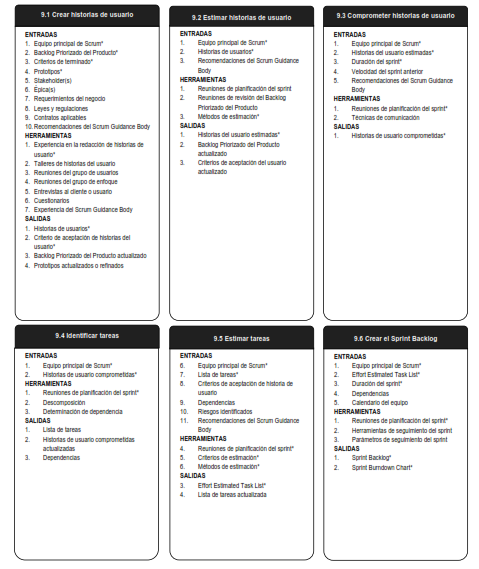 9.1 Crear historias de usuario
ENTRADAS
1. Equipo principal de Scrum*
2. Backlog Priorizado del Producto*
3. Criterios de terminado*
4. Prototipos*
5. Stakeholder(s)
6. Épica(s)
7. Requerimientos del negocio
8. Leyes y regulaciones
9. Contratos aplicables
10. Recomendaciones del Scrum Guidance Body
HERRAMIENTAS
1. Experiencia en la redacción de historias de
usuario*
2. Talleres de historias del usuario
3. Reuniones del grupo de usuarios
4. Reuniones del grupo de enfoque
5. Entrevistas al cliente o usuario
6. Cuestionarios
7. Experiencia del Scrum Guidance Body
SALIDAS
1. Historias de usuarios*
2. Criterio de aceptación de historias del
usuario*
3. Backlog Priorizado del Producto actualizado
4. Prototipos actualizados o refinados
9.2 Estimar historias de usuario
ENTRADAS
1. Equipo principal de Scrum*
2. Historias de usuarios*
3. Recomendaciones del Scrum Guidance
Body
HERRAMIENTAS
1. Reuniones de planificación del sprint
2. Reuniones de revisión del Backlog
Priorizado del Producto
3. Métodos de estimación*
SALIDAS
1. Historias del usuario estimadas*
2. Backlog Priorizado del Producto
actualizado
3. Criterios de aceptación del usuario
actualizado
9.3 Comprometer historias de usuario
ENTRADAS
1. Equipo principal de Scrum*
2. Historias del usuario estimadas*
3. Duración del sprint*
4. Velocidad del sprint anterior
5. Recomendaciones del Scrum Guidance
Body
HERRAMIENTAS
1. Reuniones de planificación del sprint*
2. Técnicas de comunicación
SALIDAS
1. Historias de usuario comprometidas*
9.4 Identificar tareas
ENTRADAS
1. Equipo principal de Scrum*
2. Historias de usuario comprometidas*
HERRAMIENTAS
1. Reuniones de planificación del sprint*
2. Descomposición
3. Determinación de dependencia
SALIDAS
1. Lista de tareas
2. Historias de usuario comprometidas
actualizadas
3. Dependencias
9.5 Estimar tareas
ENTRADAS
6. Equipo principal de Scrum*
7. Lista de tareas*
8. Criterios de aceptación de historia de
usuario
9. Dependencias
10. Riesgos identificados
11. Recomendaciones del Scrum Guidance
Body
HERRAMIENTAS
4. Reuniones de planificación del sprint*
5. Criterios de estimación*
6. Métodos de estimación*
SALIDAS
3. Effort Estimated Task List*
4. Lista de tareas actualizada
9.6 Crear el Sprint Backlog
ENTRADAS
1. Equipo principal de Scrum*
2. Effort Estimated Task List*
3. Duración del sprint*
4. Dependencias
5. Calendario del equipo
HERRAMIENTAS
1. Reuniones de planificación del sprint*
2. Herramientas de seguimiento del sprint
3. Parámetros de seguimiento del sprint
SALIDAS
1. Sprint Backlog*
2. Sprint Burndown Chart*